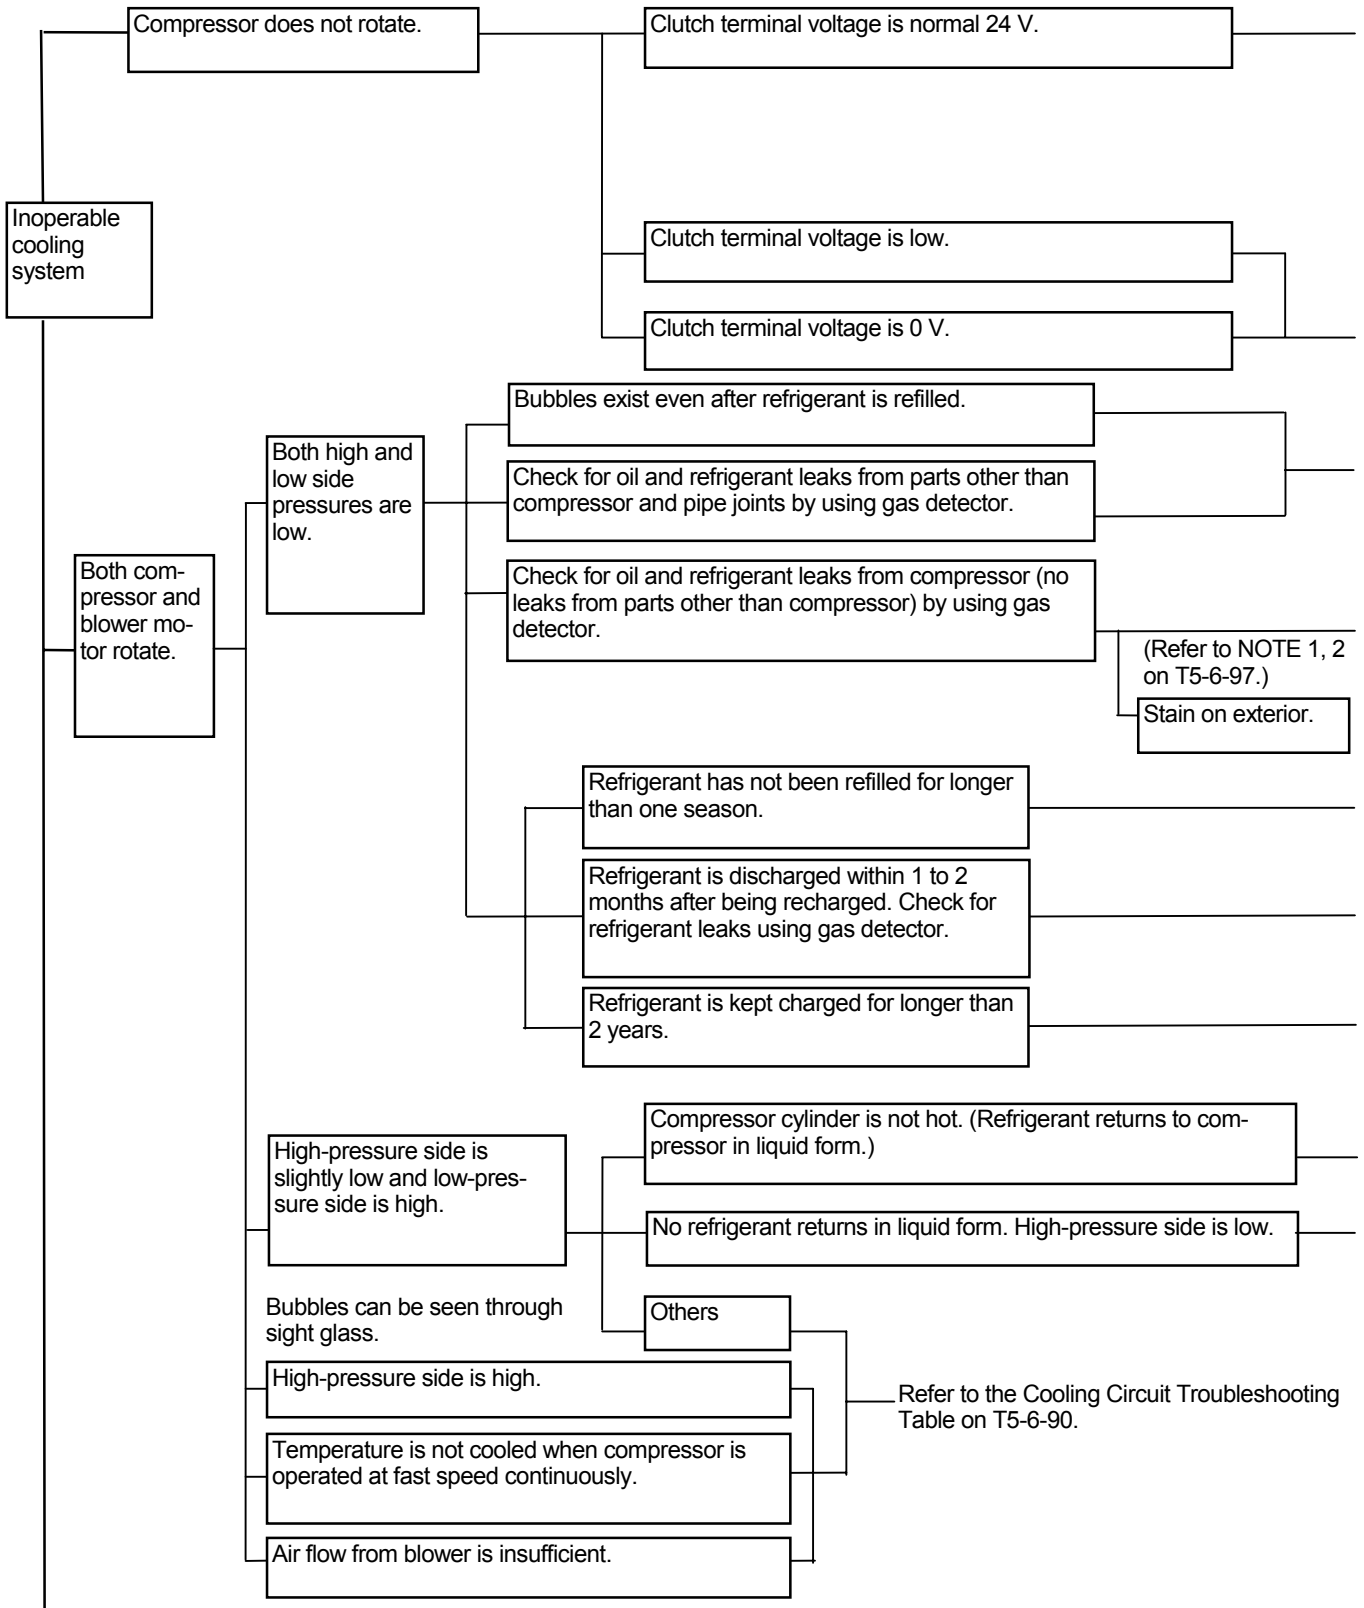 Compressor does not rotate.
Clutch terminal voltage is normal 24 V.
Inoperable
cooling
system
Clutch terminal voltage is low.
Clutch terminal voltage is 0 V.
Bubbles exist even after refrigerant is refilled.
Both high and
low side
pressures are
low.
Check for oil and refrigerant leaks from parts other than
compressor and pipe joints by using gas detector.
Both com-
pressor and
blower mo-
tor rotate.
Check for oil and refrigerant leaks from compressor (no
leaks from parts other than compressor) by using gas
detector.
(Refer to NOTE 1, 2
on T5-6-97.)
Stain on exterior.
Refrigerant has not been refilled for longer
than one season.
Refrigerant is discharged within 1 to 2
months after being recharged. Check for
refrigerant leaks using gas detector.
Refrigerant is kept charged for longer than
2 years.
Compressor cylinder is not hot. (Refrigerant returns to com-
pressor in liquid form.)
High-pressure side is
slightly low and low-pres-
sure side is high.
No refrigerant returns in liquid form. High-pressure side is low.
Bubbles can be seen through
sight glass.
Others
High-pressure side is high.
Refer to the Cooling Circuit Troubleshooting
Table on T5-6-90.
Temperature is not cooled when compressor is
operated at fast speed continuously.
Air flow from blower is insufficient.